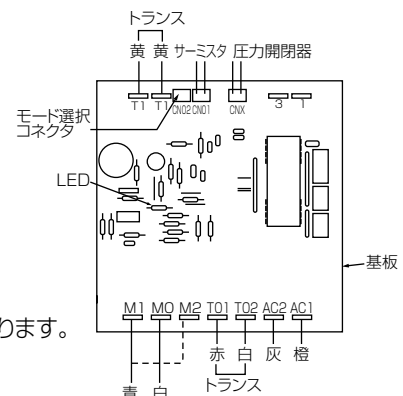 トランス
黄 黄 サーミスタ 圧力開閉器
T1 T1 CN02 CN01 CNX 3 1
モード選択
コネクタ
LED
基板
ります。
M1 M0 M2 T01 T02 AC2 AC1
赤 白 灰 橙
青 白
トランス